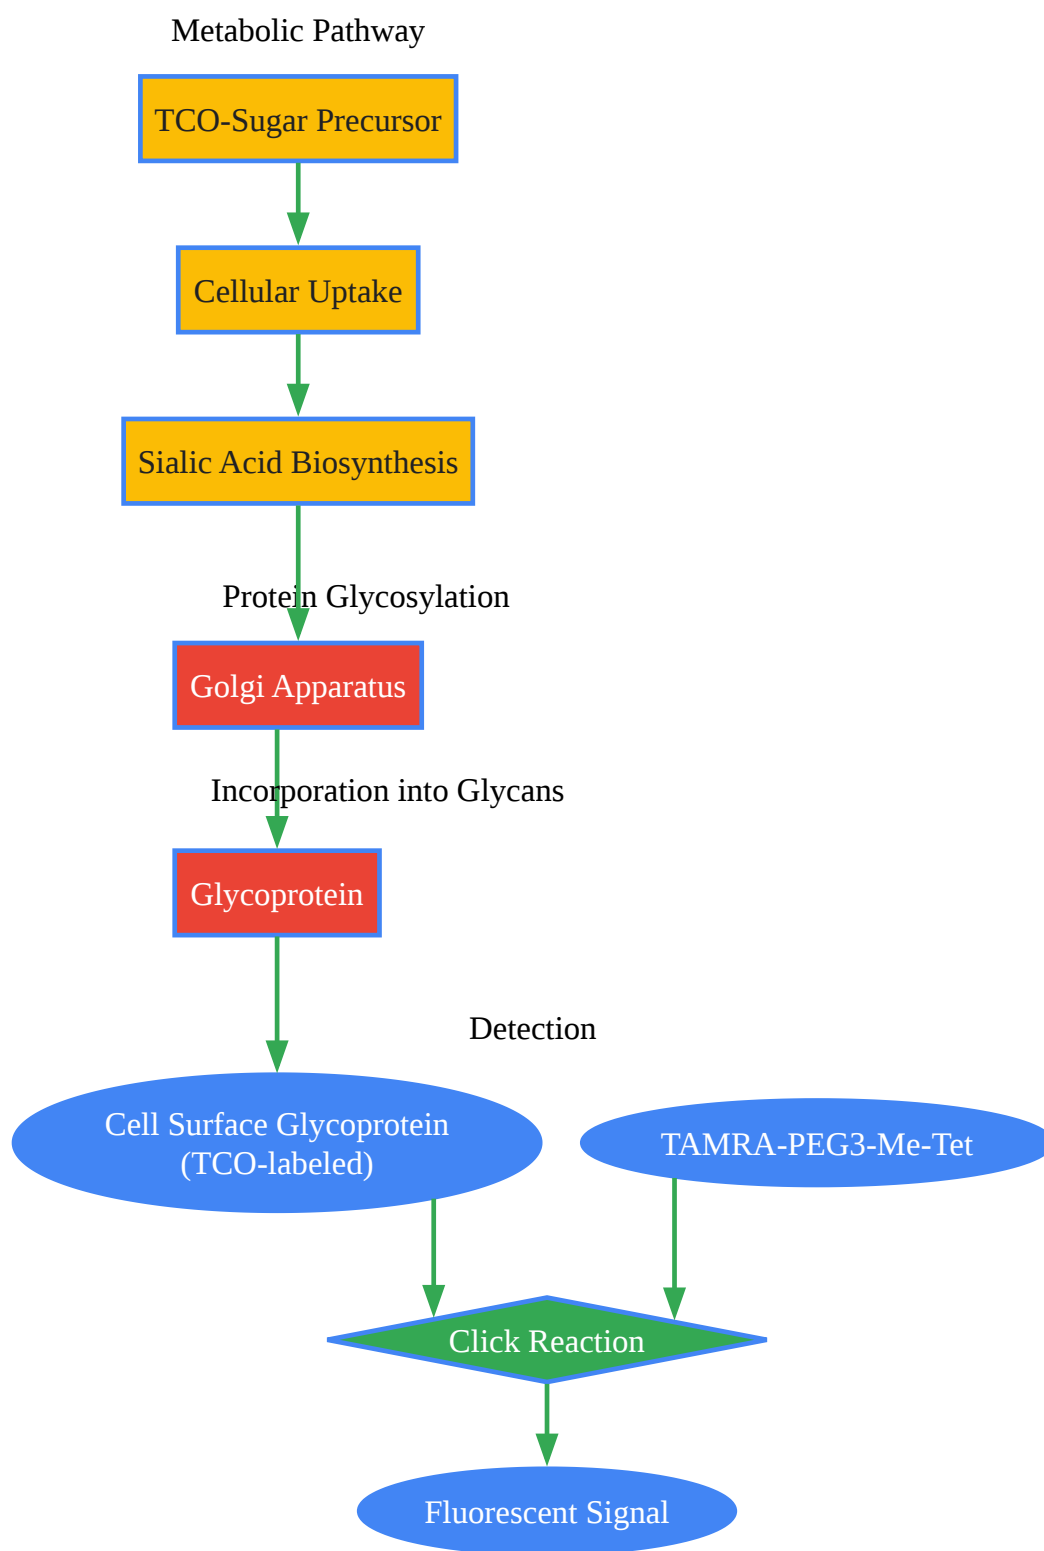 Metabolic Pathway
TCO-Sugar Precursor
Cellular Uptake
Sialic Acid Biosynthesis
Protein Glycosylation
Golgi Apparatus
Incorporation into Glycans
Glycoprotein
Detection
Cell Surface Glycoprotein
(TCO-labeled)
TAMRA-PEG3-Me-Tet
Click Reaction
Fluorescent Signal